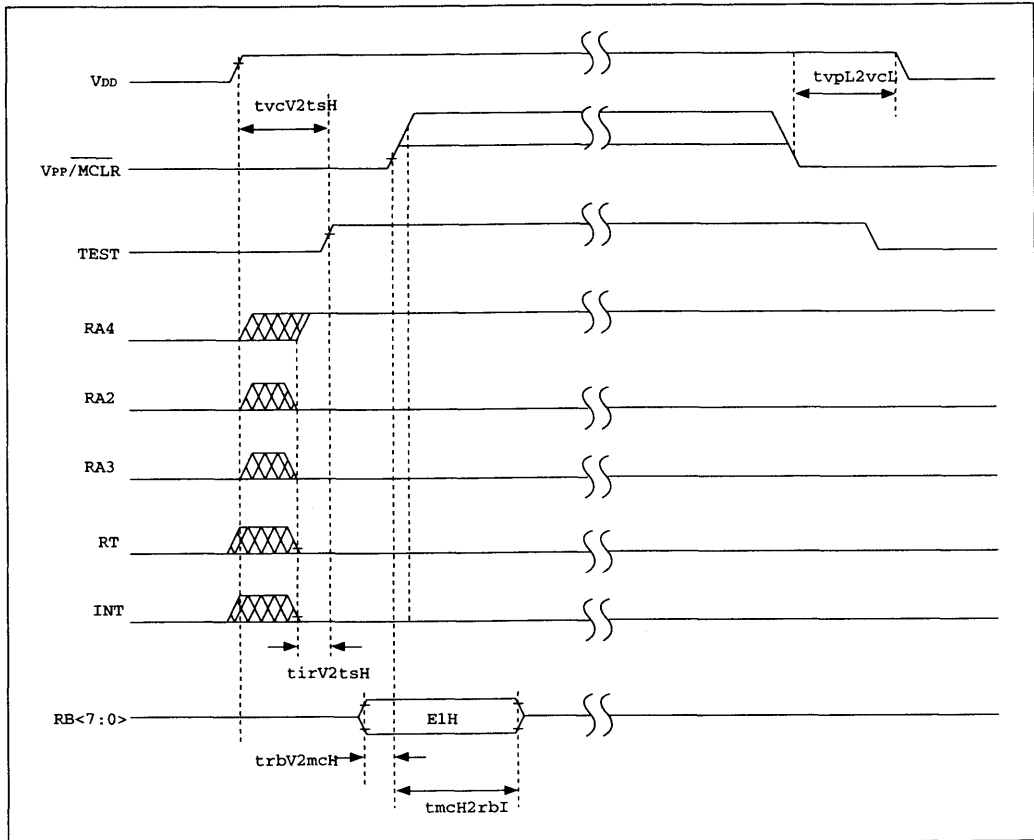 VDD
tvpL2vcL
tvcV2tsH
VPP/MCLR
TEST
RA4
RA2
RA3
RT
INT
tirV2tsH
RB<7:0>
E1H
trbV2mcH
tmcH2rbI